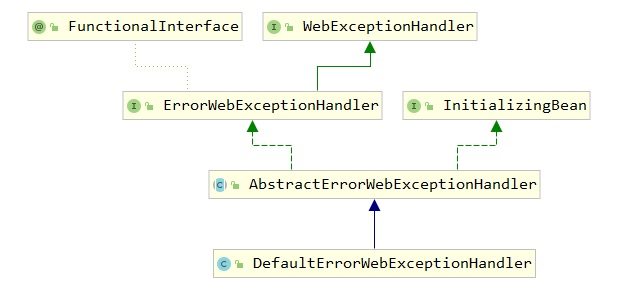 @ FunctionalInterface
I WebExceptionHandler
I ErrorWebExceptionHandler
I InitializingBean
C AbstractErrorWebExceptionHandler
C DefaultErrorWebExceptionHandler